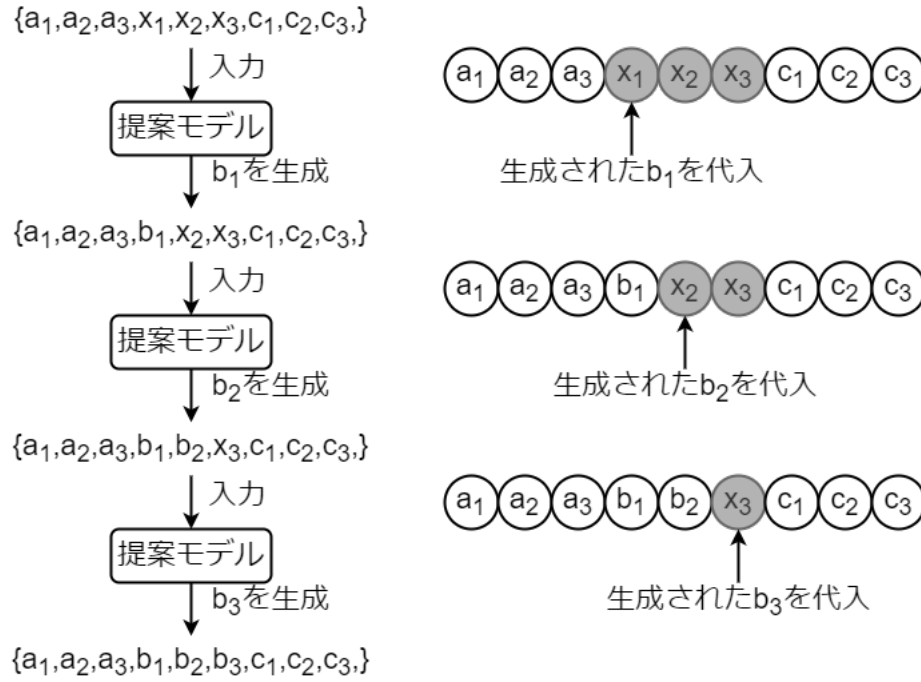 {a₁,a₂,a₃,x₁,x₂,x₃,c₁,c₂,c₃,}
入力
提案モデル
b₁を生成
{a₁,a₂,a₃,b₁,x₂,x₃,c₁,c₂,c₃,}
入力
提案モデル
b₂を生成
{a₁,a₂,a₃,b₁,b₂,x₃,c₁,c₂,c₃,}
入力
提案モデル
b₃を生成
{a₁,a₂,a₃,b₁,b₂,b₃,c₁,c₂,c₃,}
a₁ a₂ a₃ x₁ x₂ x₃ c₁ c₂ c₃
生成されたb₁を代入
a₁ a₂ a₃ b₁ x₂ x₃ c₁ c₂ c₃
生成されたb₂を代入
a₁ a₂ a₃ b₁ b₂ x₃ c₁ c₂ c₃
生成されたb₃を代入